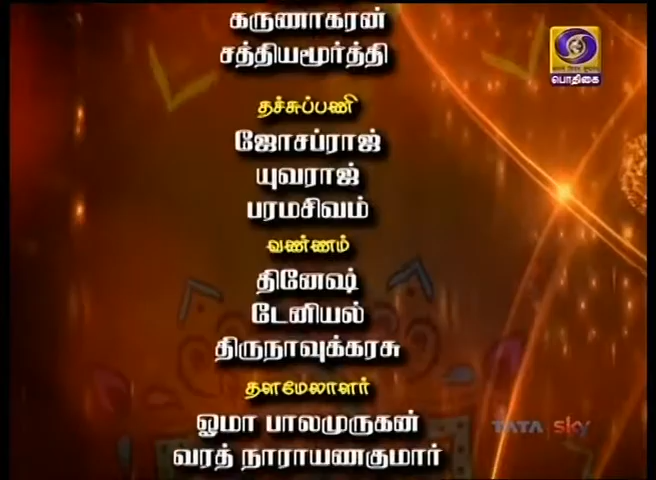 கருணாகரன்
சத்தியமூர்த்தி
பொதிகை
தச்சுப்பணி
ஜோசப்ராஜ்
யுவராஜ்
பரமசிவம்
வண்ணம்
தினேஷ்
டேனியல்
திருநாவுக்கரசு
தளமேலாளர்
ஓமா பாலமுருகன்
வரத் நாராயணகுமார்
TATA sky